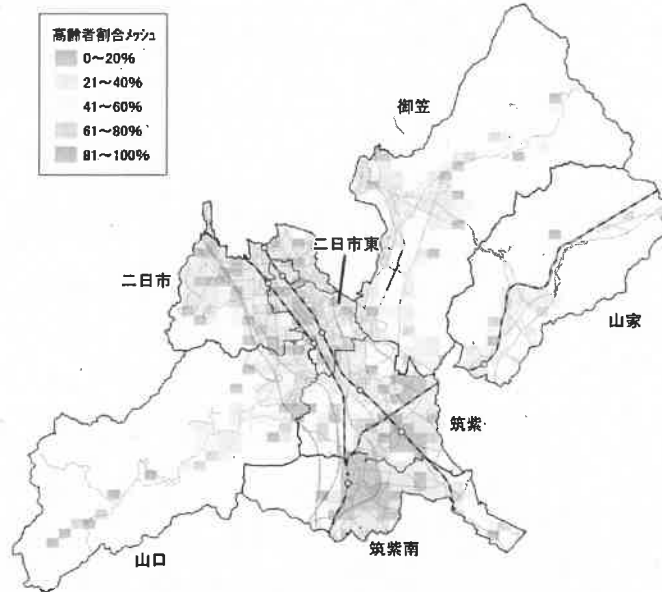 高齢者割合メッシュ
0～20%
21～40%
41～60%
61～80%
81～100%
御笠
二日市東
二日市
山家
筑紫
筑紫南
山口